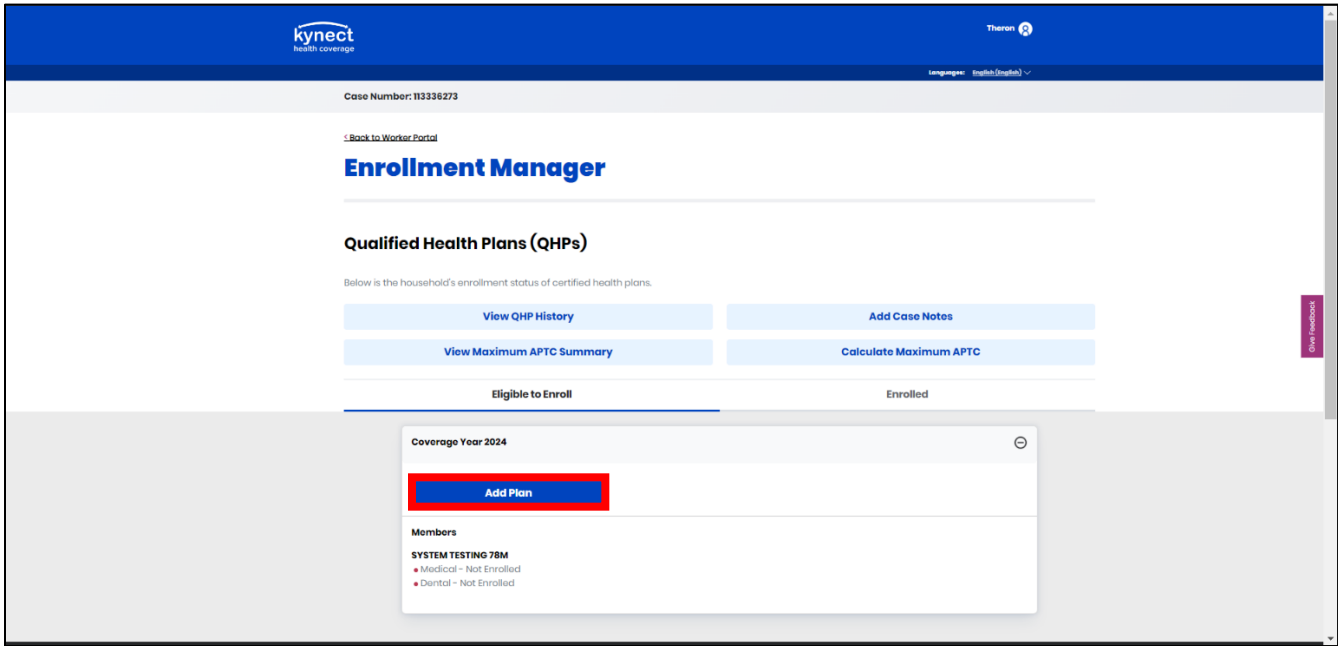 kynect
health coverage
Theron
Languages: English (English)
Case Number: 113336273
< Back to Worker Portal
Enrollment Manager
Qualified Health Plans (QHPs)
Below is the household's enrollment status of certified health plans.
View QHP History
Add Case Notes
View Maximum APTC Summary
Calculate Maximum APTC
Give Feedback
Eligible to Enroll
Enrolled
Coverage Year 2024
Add Plan
Members
SYSTEM TESTING 78M
• Medical - Not Enrolled
• Dental - Not Enrolled